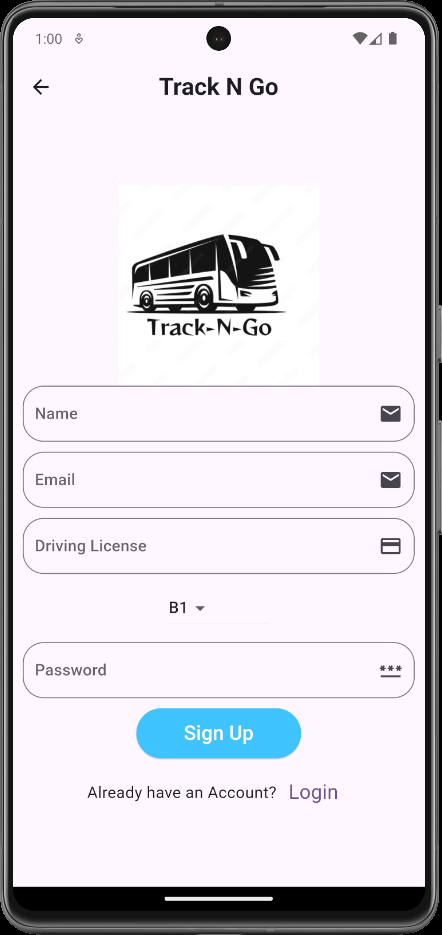 1:00
Track N Go
Track-N-Go
Name
Email
Driving License
B1
Password
***
Sign Up
Already have an Account? Login